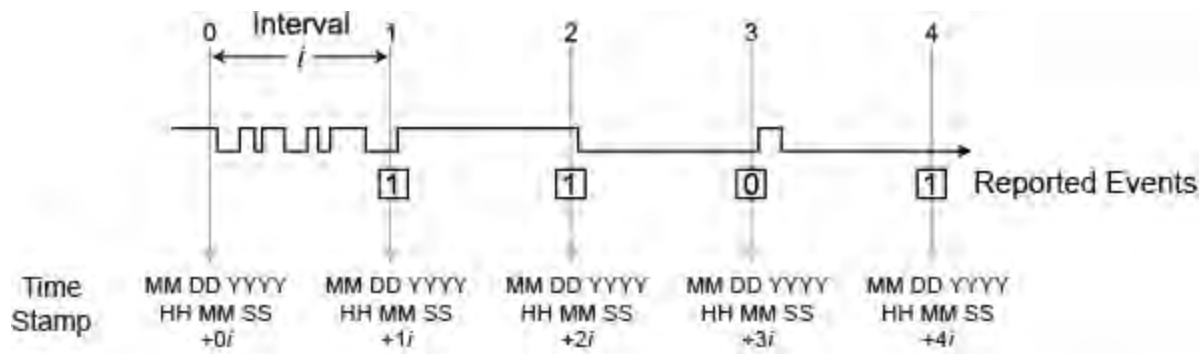 0 Interval 1 2 3 4
i
1 1 0 1 Reported Events
Time Stamp
MM DD YYYY
HH MM SS
+0i
MM DD YYYY
HH MM SS
+1i
MM DD YYYY
HH MM SS
+2i
MM DD YYYY
HH MM SS
+3i
MM DD YYYY
HH MM SS
+4i